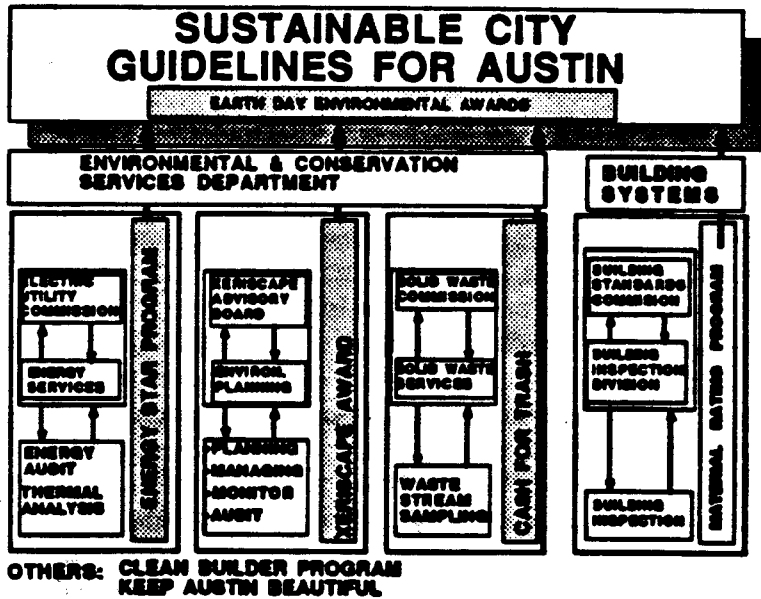 SUSTAINABLE CITY
GUIDELINES FOR AUSTIN
EARTH DAY ENVIRONMENTAL AWARDS
ENVIRONMENTAL & CONSERVATION
SERVICES DEPARTMENT
BUILDING
SYSTEMS
ELECTRIC
UTILITY
COMMISSION
ENERGY
SERVICES
ENERGY
AUDIT
THERMAL
ANALYSIS
ENERGY STAR PROGRAM
XERISCAPE
ADVISORY
BOARD
ENVIRON.
PLANNING
-PLANNING
-MANAGING
-MONITOR
-AUDIT
XERISCAPE AWARD
SOLID WASTE
COMMISSION
SOLID WASTE
SERVICES
WASTE
STREAM
SAMPLING
CASH FOR TRASH
BUILDING
STANDARDS
COMMISION
BUILDING
INSPECTION
DIVISION
BUILDING
INSPECTION
MATERIAL RATING PROGRAM
OTHERS: CLEAN BUILDER PROGRAM
KEEP AUSTIN BEAUTIFUL